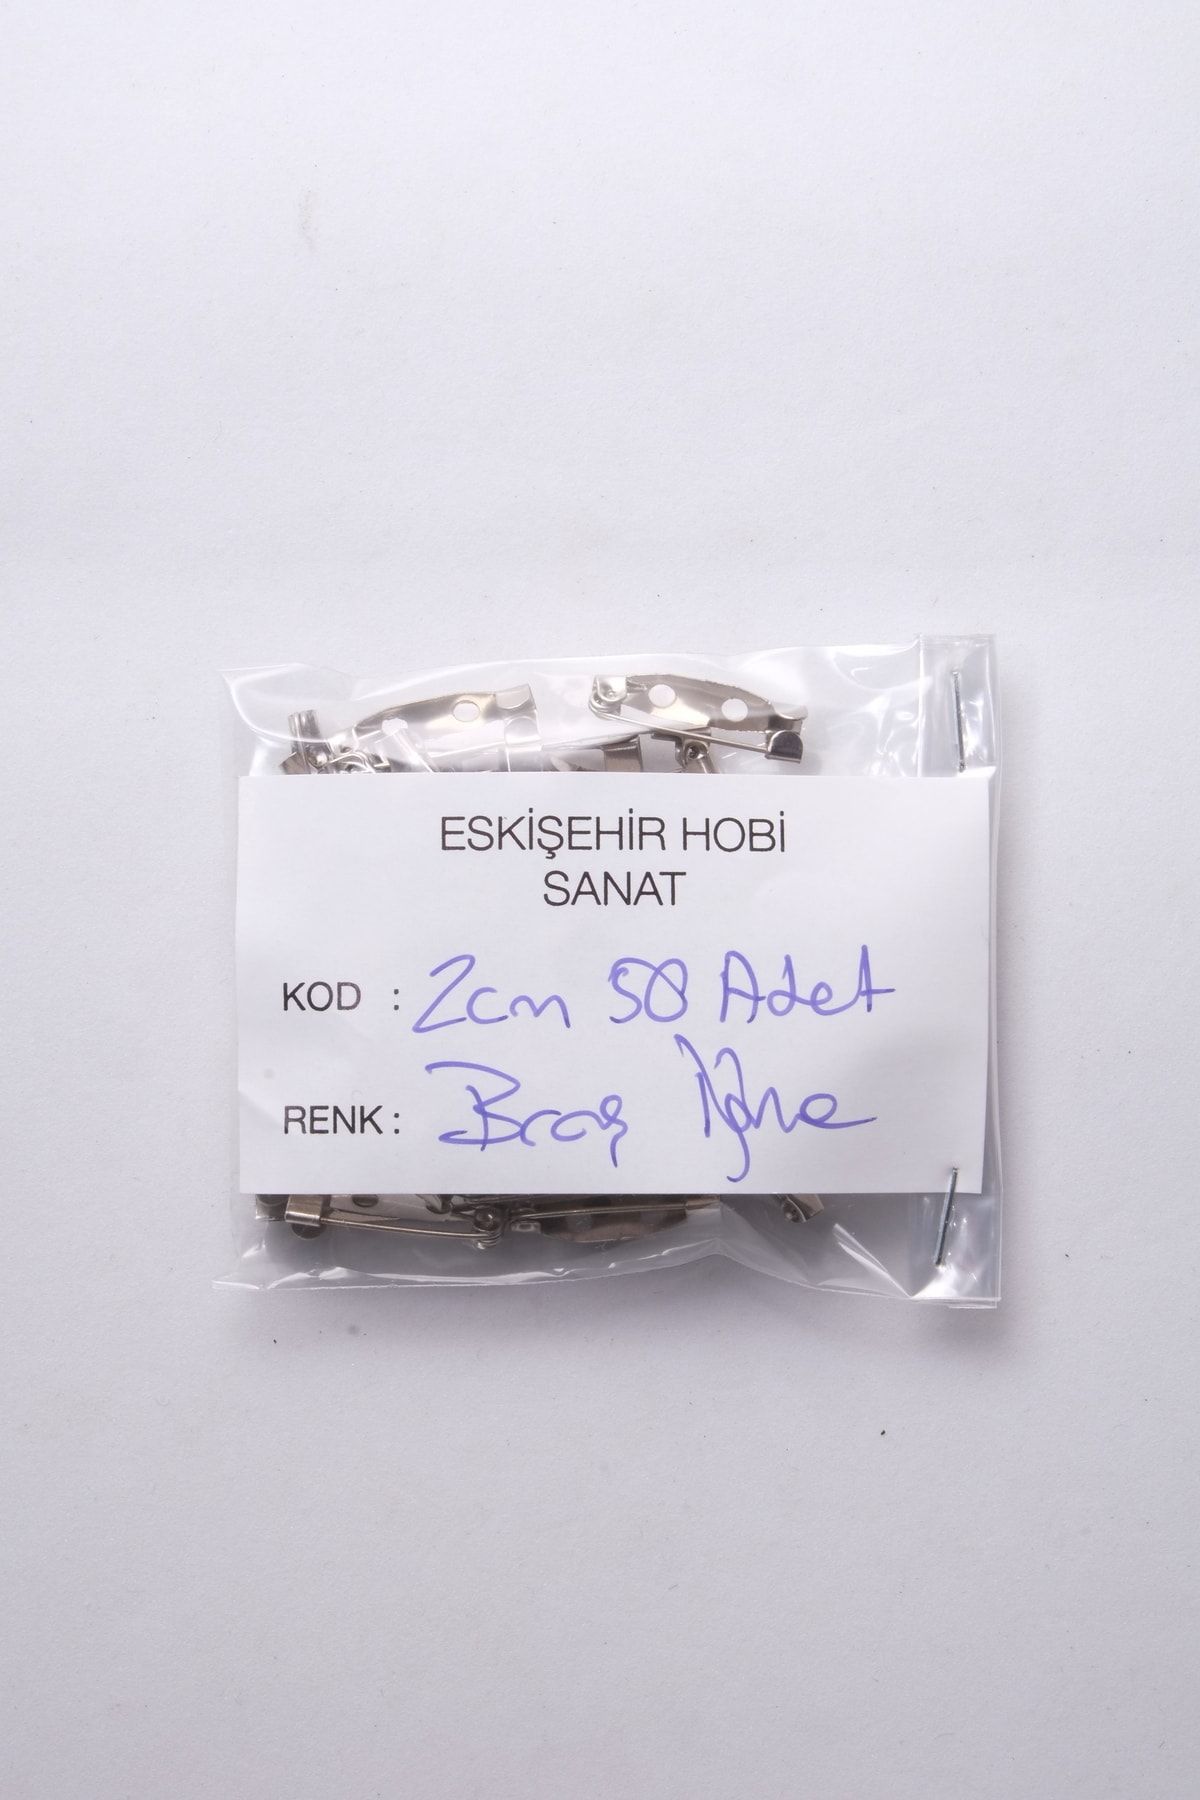 ESKİŞEHİR HOBİ
SANAT
KOD : 2cm 50 Adet
RENK : Broş İğne